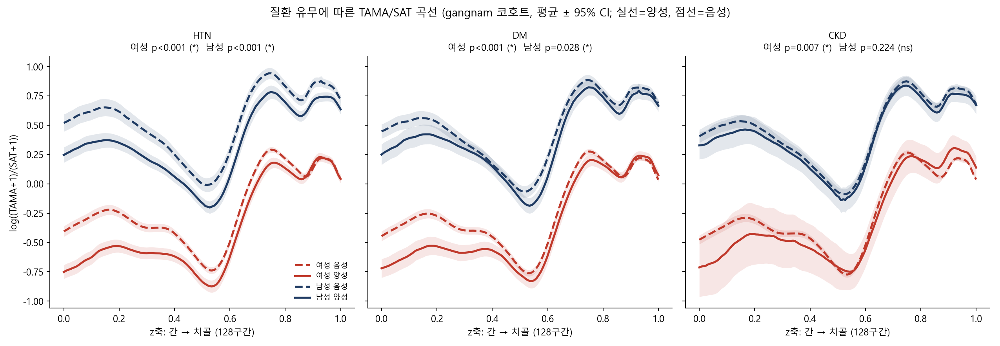 질환 유무에 따른 TAMA/SAT 곡선 (gangnam 코호트, 평균 ± 95% CI; 실선=양성, 점선=음성)
HTN
여성 p<0.001 (*)  남성 p<0.001 (*)
DM
여성 p<0.001 (*)  남성 p=0.028 (*)
CKD
여성 p=0.007 (*)  남성 p=0.224 (ns)
log((TAMA+1)/(SAT+1))
1.00
0.75
0.50
0.25
0.00
-0.25
-0.50
-0.75
-1.00
여성 음성
여성 양성
남성 음성
남성 양성
0.0 0.2 0.4 0.6 0.8 1.0
0.0 0.2 0.4 0.6 0.8 1.0
0.0 0.2 0.4 0.6 0.8 1.0
z축: 간 → 치골 (128구간)
z축: 간 → 치골 (128구간)
z축: 간 → 치골 (128구간)